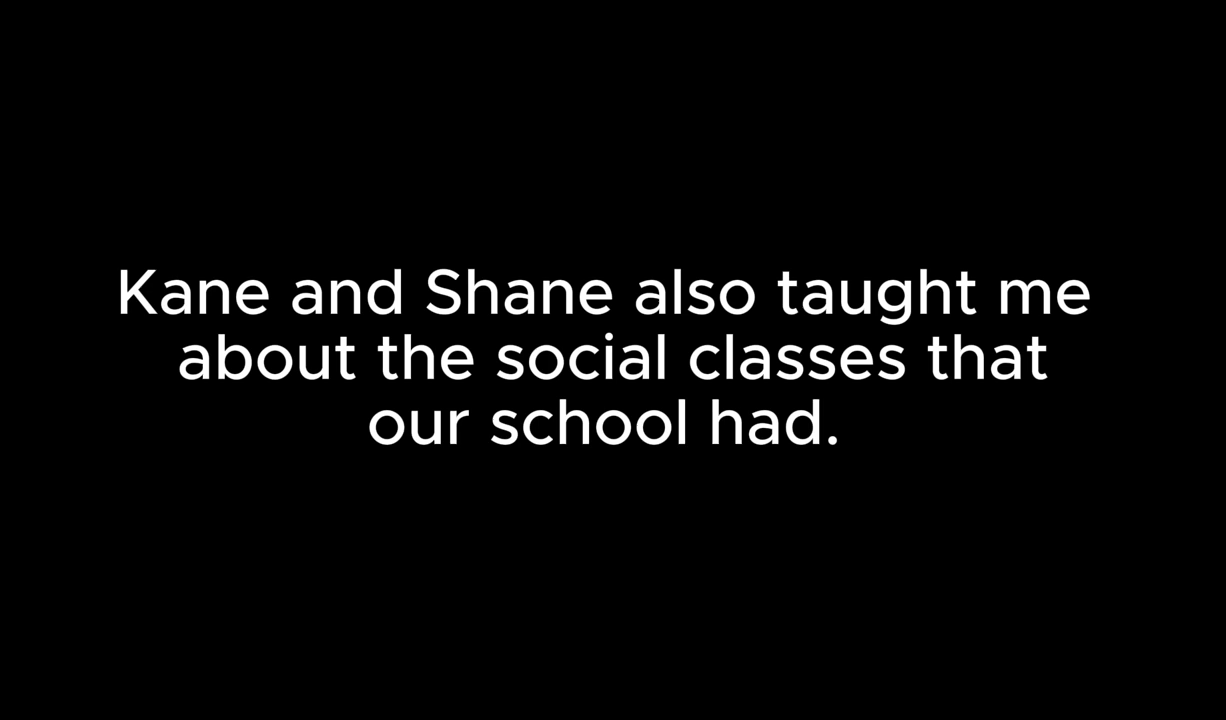 Kane and Shane also taught me
about the social classes that
our school had.